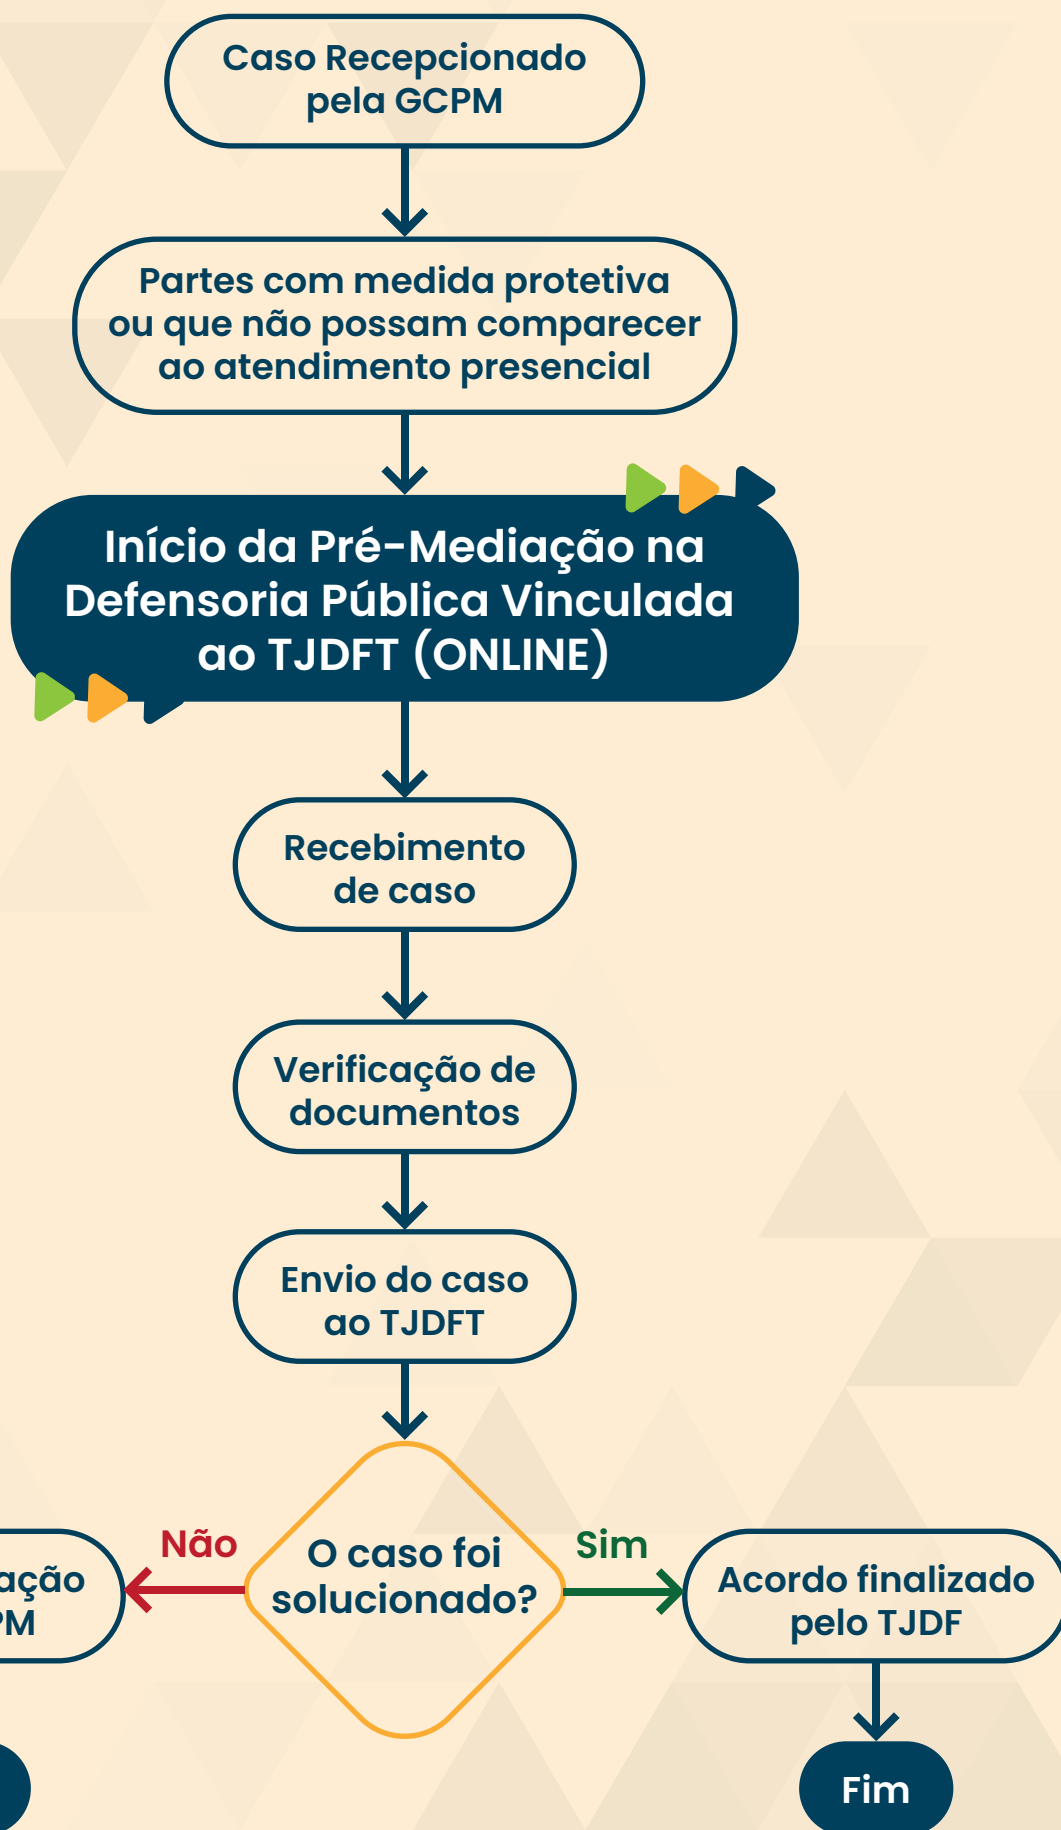 Caso Recepcionado
pela GCPM
Partes com medida protetiva
ou que não possam comparecer
ao atendimento presencial
Início da Pré-Mediação na
Defensoria Pública Vinculada
ao TJDFT (ONLINE)
Recebimento
de caso
Verificação de
documentos
Envio do caso
ao TJDFT
O caso foi
solucionado?
Não
Sim
Acordo finalizado
pelo TJDF
Fim